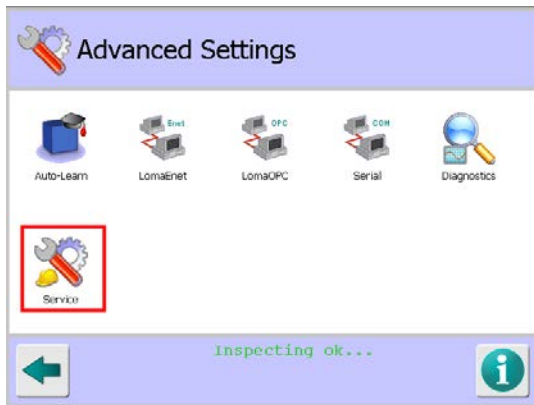 Advanced Settings
Enet
OPC
COM
Auto-Learn
LomaEnet
LomaOPC
Serial
Diagnostics
Service
Inspecting ok...
i